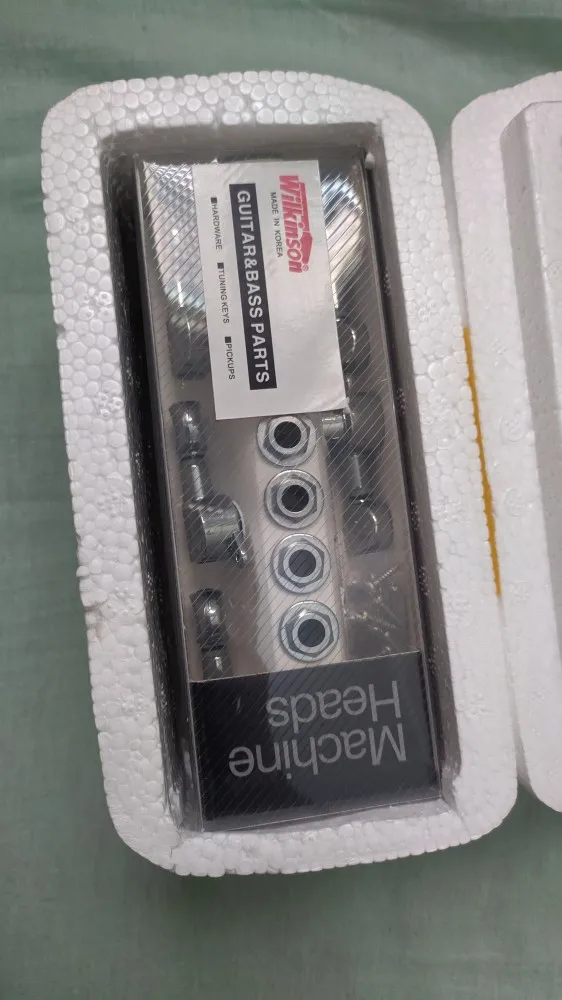 Wilkinson®
MADE IN KOREA
GUITAR&BASS PARTS
■HARDWARE ■TUNING KEYS ■PICKUPS
Machine
Heads